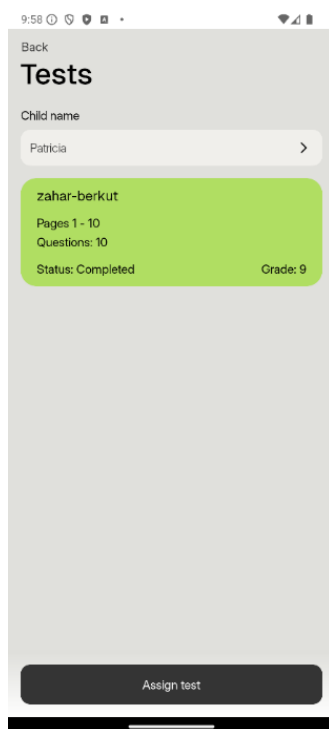 9:58
Back
Tests
Child name
Patricia
zahar-berkut
Pages 1 - 10
Questions: 10
Status: Completed Grade: 9
Assign test